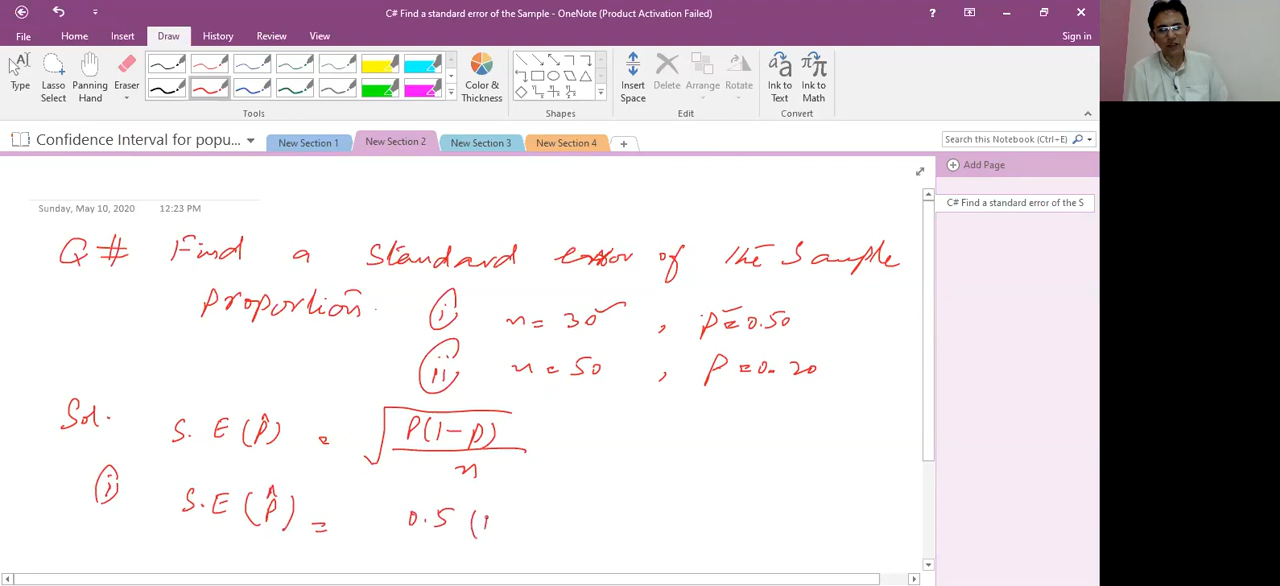 C# Find a standard error of the Sample - OneNote (Product Activation Failed)
?
File Home Insert Draw History Review View
Sign in
Type
Lasso Select
Panning Hand
Eraser
Color & Thickness
Insert Space
Delete
Arrange
Rotate
Ink to Text
Ink to Math
Tools
Shapes
Edit
Convert
Confidence Interval for popu...
New Section 1
New Section 2
New Section 3
New Section 4
Search this Notebook (Ctrl+E)
Add Page
C# Find a standard error of the S
Sunday, May 10, 2020 12:23 PM
Q# Find a standard error of the Sample
proportion.
(i) n = 30, p = 0.50
(ii) n = 50, P = 0.20
Sol. S.E(p̂) = √(P(1-p)/n)
(i) S.E(p̂) = 0.5 (1